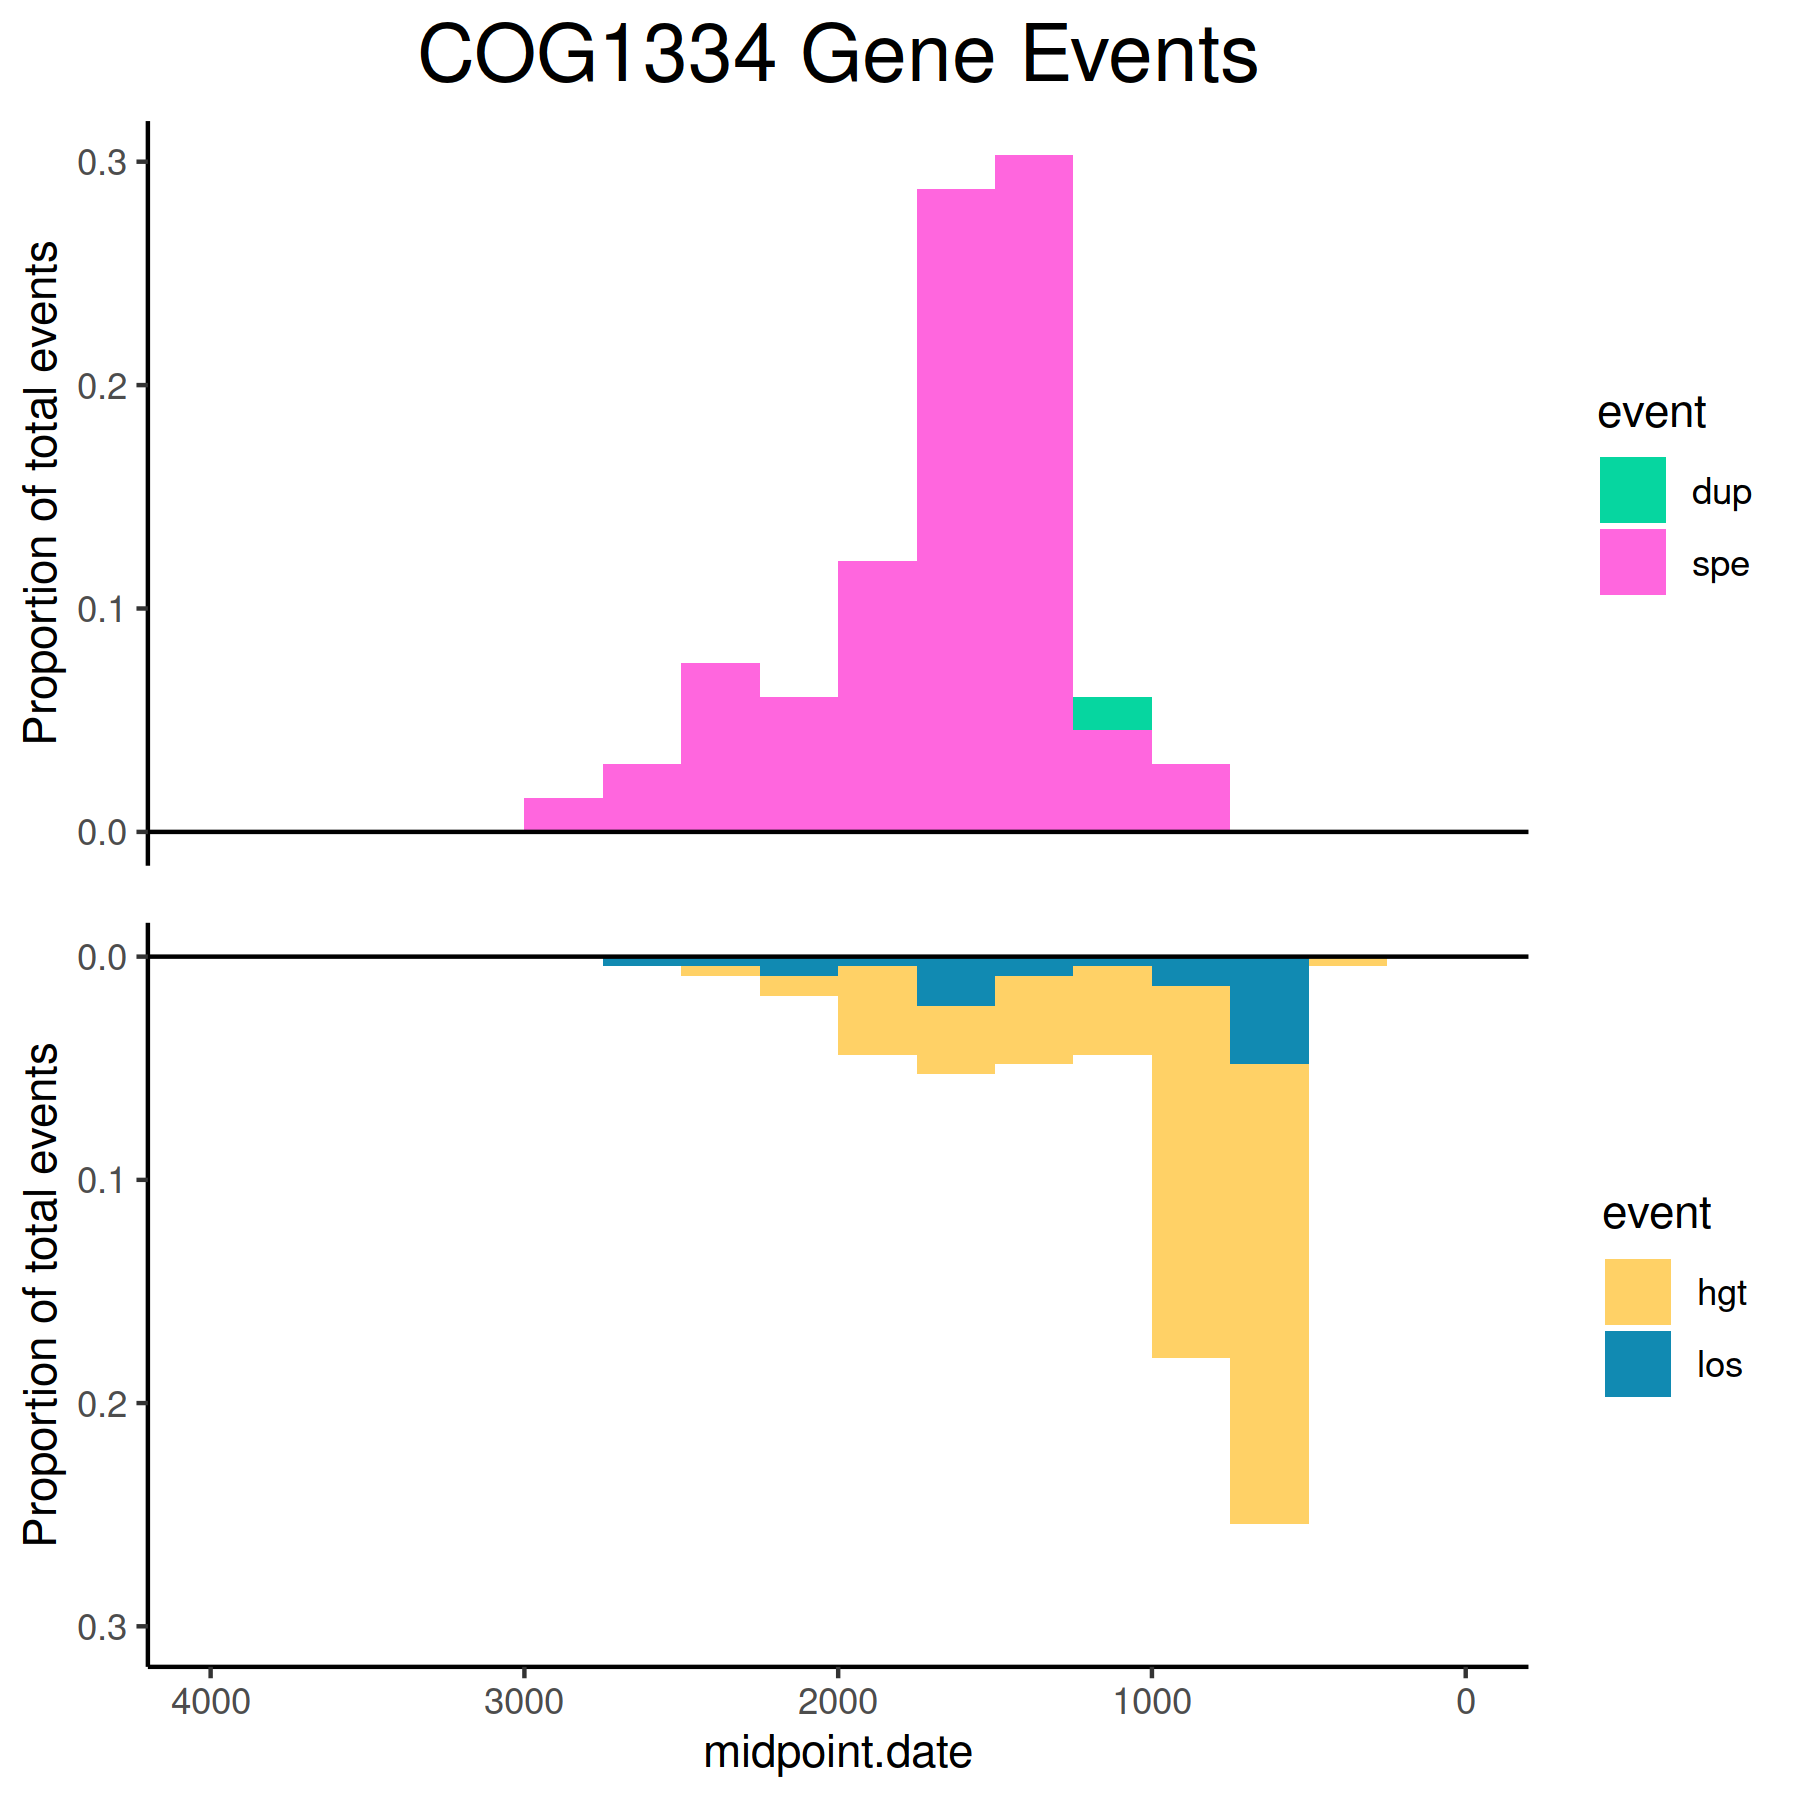 COG1334 Gene Events
Proportion of total events
0.3
0.2
0.1
0.0
event
dup
spe
Proportion of total events
0.0
0.1
0.2
0.3
event
hgt
los
4000 3000 2000 1000 0
midpoint.date